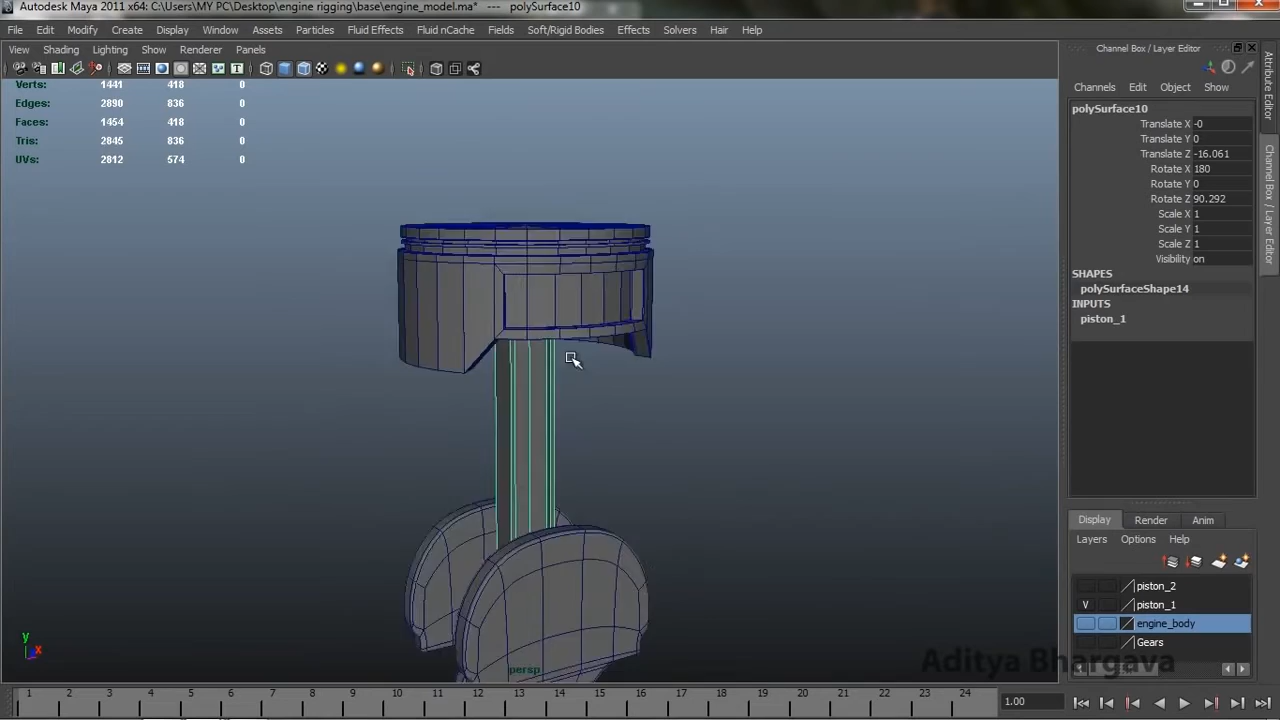 Autodesk Maya 2011 x64: C:\Users\MY PC\Desktop\engine rigging\base\engine_model.ma* --- polySurface10
File Edit Modify Create Display Window Assets Particles Fluid Effects Fluid nCache Fields Soft/Rigid Bodies Effects Solvers Hair Help
View Shading Lighting Show Renderer Panels
Channel Box / Layer Editor
Channels Edit Object Show
Attribute Editor
Channel Box / Layer Editor
Verts: 1441 418 0
Edges: 2890 836 0
Faces: 1454 418 0
Tris: 2845 836 0
UVs: 2812 574 0
polySurface10
Translate X -0
Translate Y 0
Translate Z -16.061
Rotate X 180
Rotate Y 0
Rotate Z 90.292
Scale X 1
Scale Y 1
Scale Z 1
Visibility on
SHAPES
polySurfaceShape14
INPUTS
piston_1
Display Render Anim
Layers Options Help
piston_2
V piston_1
engine_body
Gears
y
x
persp
Aditya Bhargava
1 2 3 4 5 6 7 8 9 10 11 12 13 14 15 16 17 18 19 20 21 22 23 24
1.00